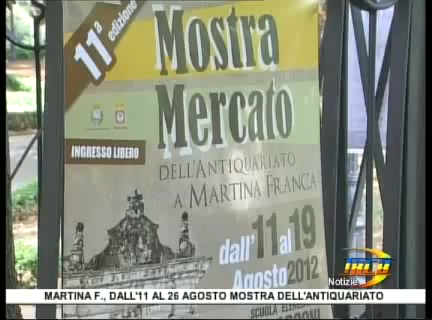 11ª edizione
Mostra
Mercato
INGRESSO LIBERO
DELL'ANTIQUARIATO
A MARTINA FRANCA
dall'11 al 19
Agosto 2012
SCUOLA
Notizie
MARTINA F., DALL'11 AL 26 AGOSTO MOSTRA DELL'ANTIQUARIATO